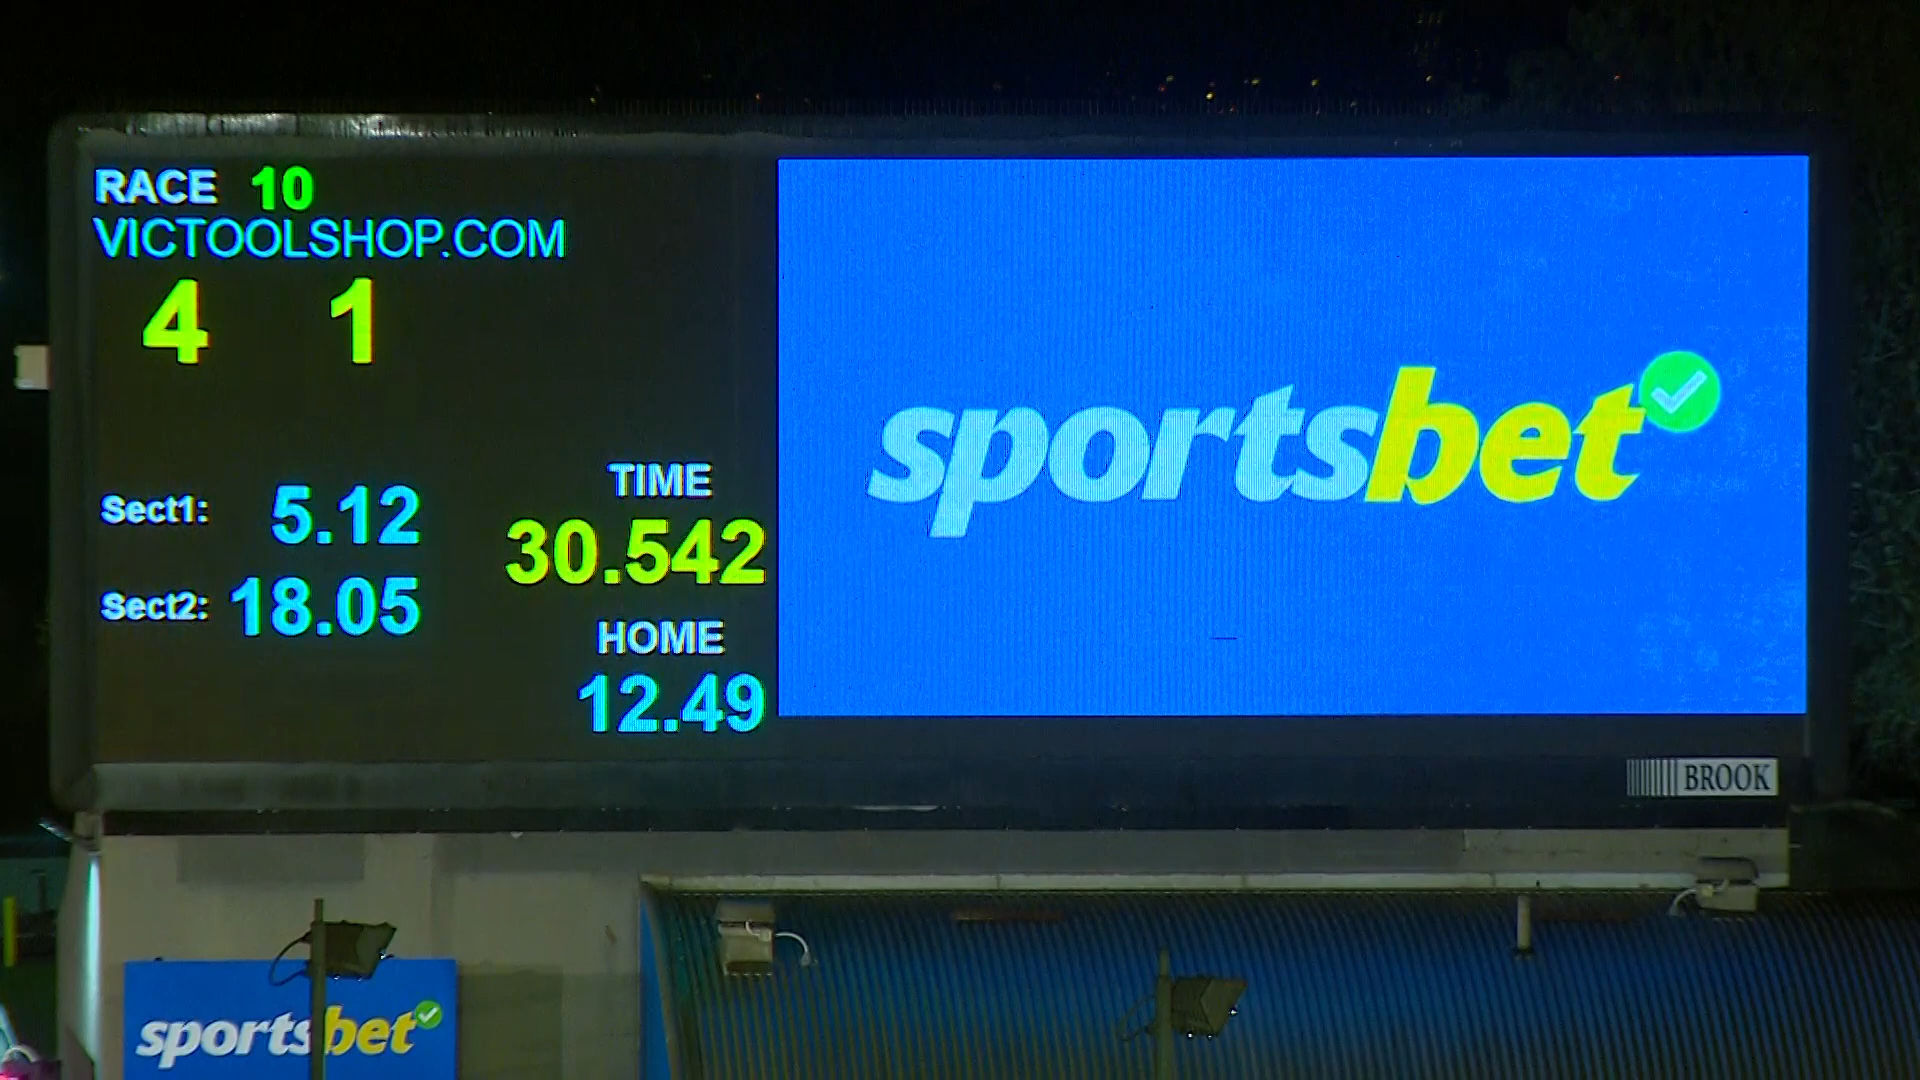 RACE 10
VICTOOLSHOP.COM
4 1
Sect1: 5.12
Sect2: 18.05
TIME
30.542
HOME
12.49
sportsbet
BROOK
sportsbet